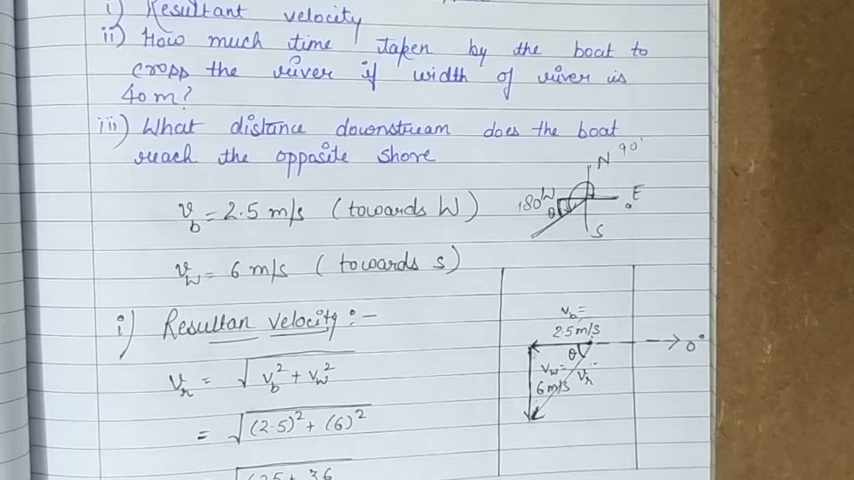 i) Resultant velocity
ii) How much time taken by the boat to
cross the river if width of river is
40 m?
iii) What distance downstream does the boat
reach the opposite shore
N 90°
180° W
E
θ
S
v_b = 2.5 m/s (towards W)
v_w = 6 m/s (towards S)
i) Resultan velocity :-
v_b =
2.5 m/s
0°
θ
v_w =
6 m/s
v_r
v_r = √(v_b² + v_w²)
= √((2.5)² + (6)²)